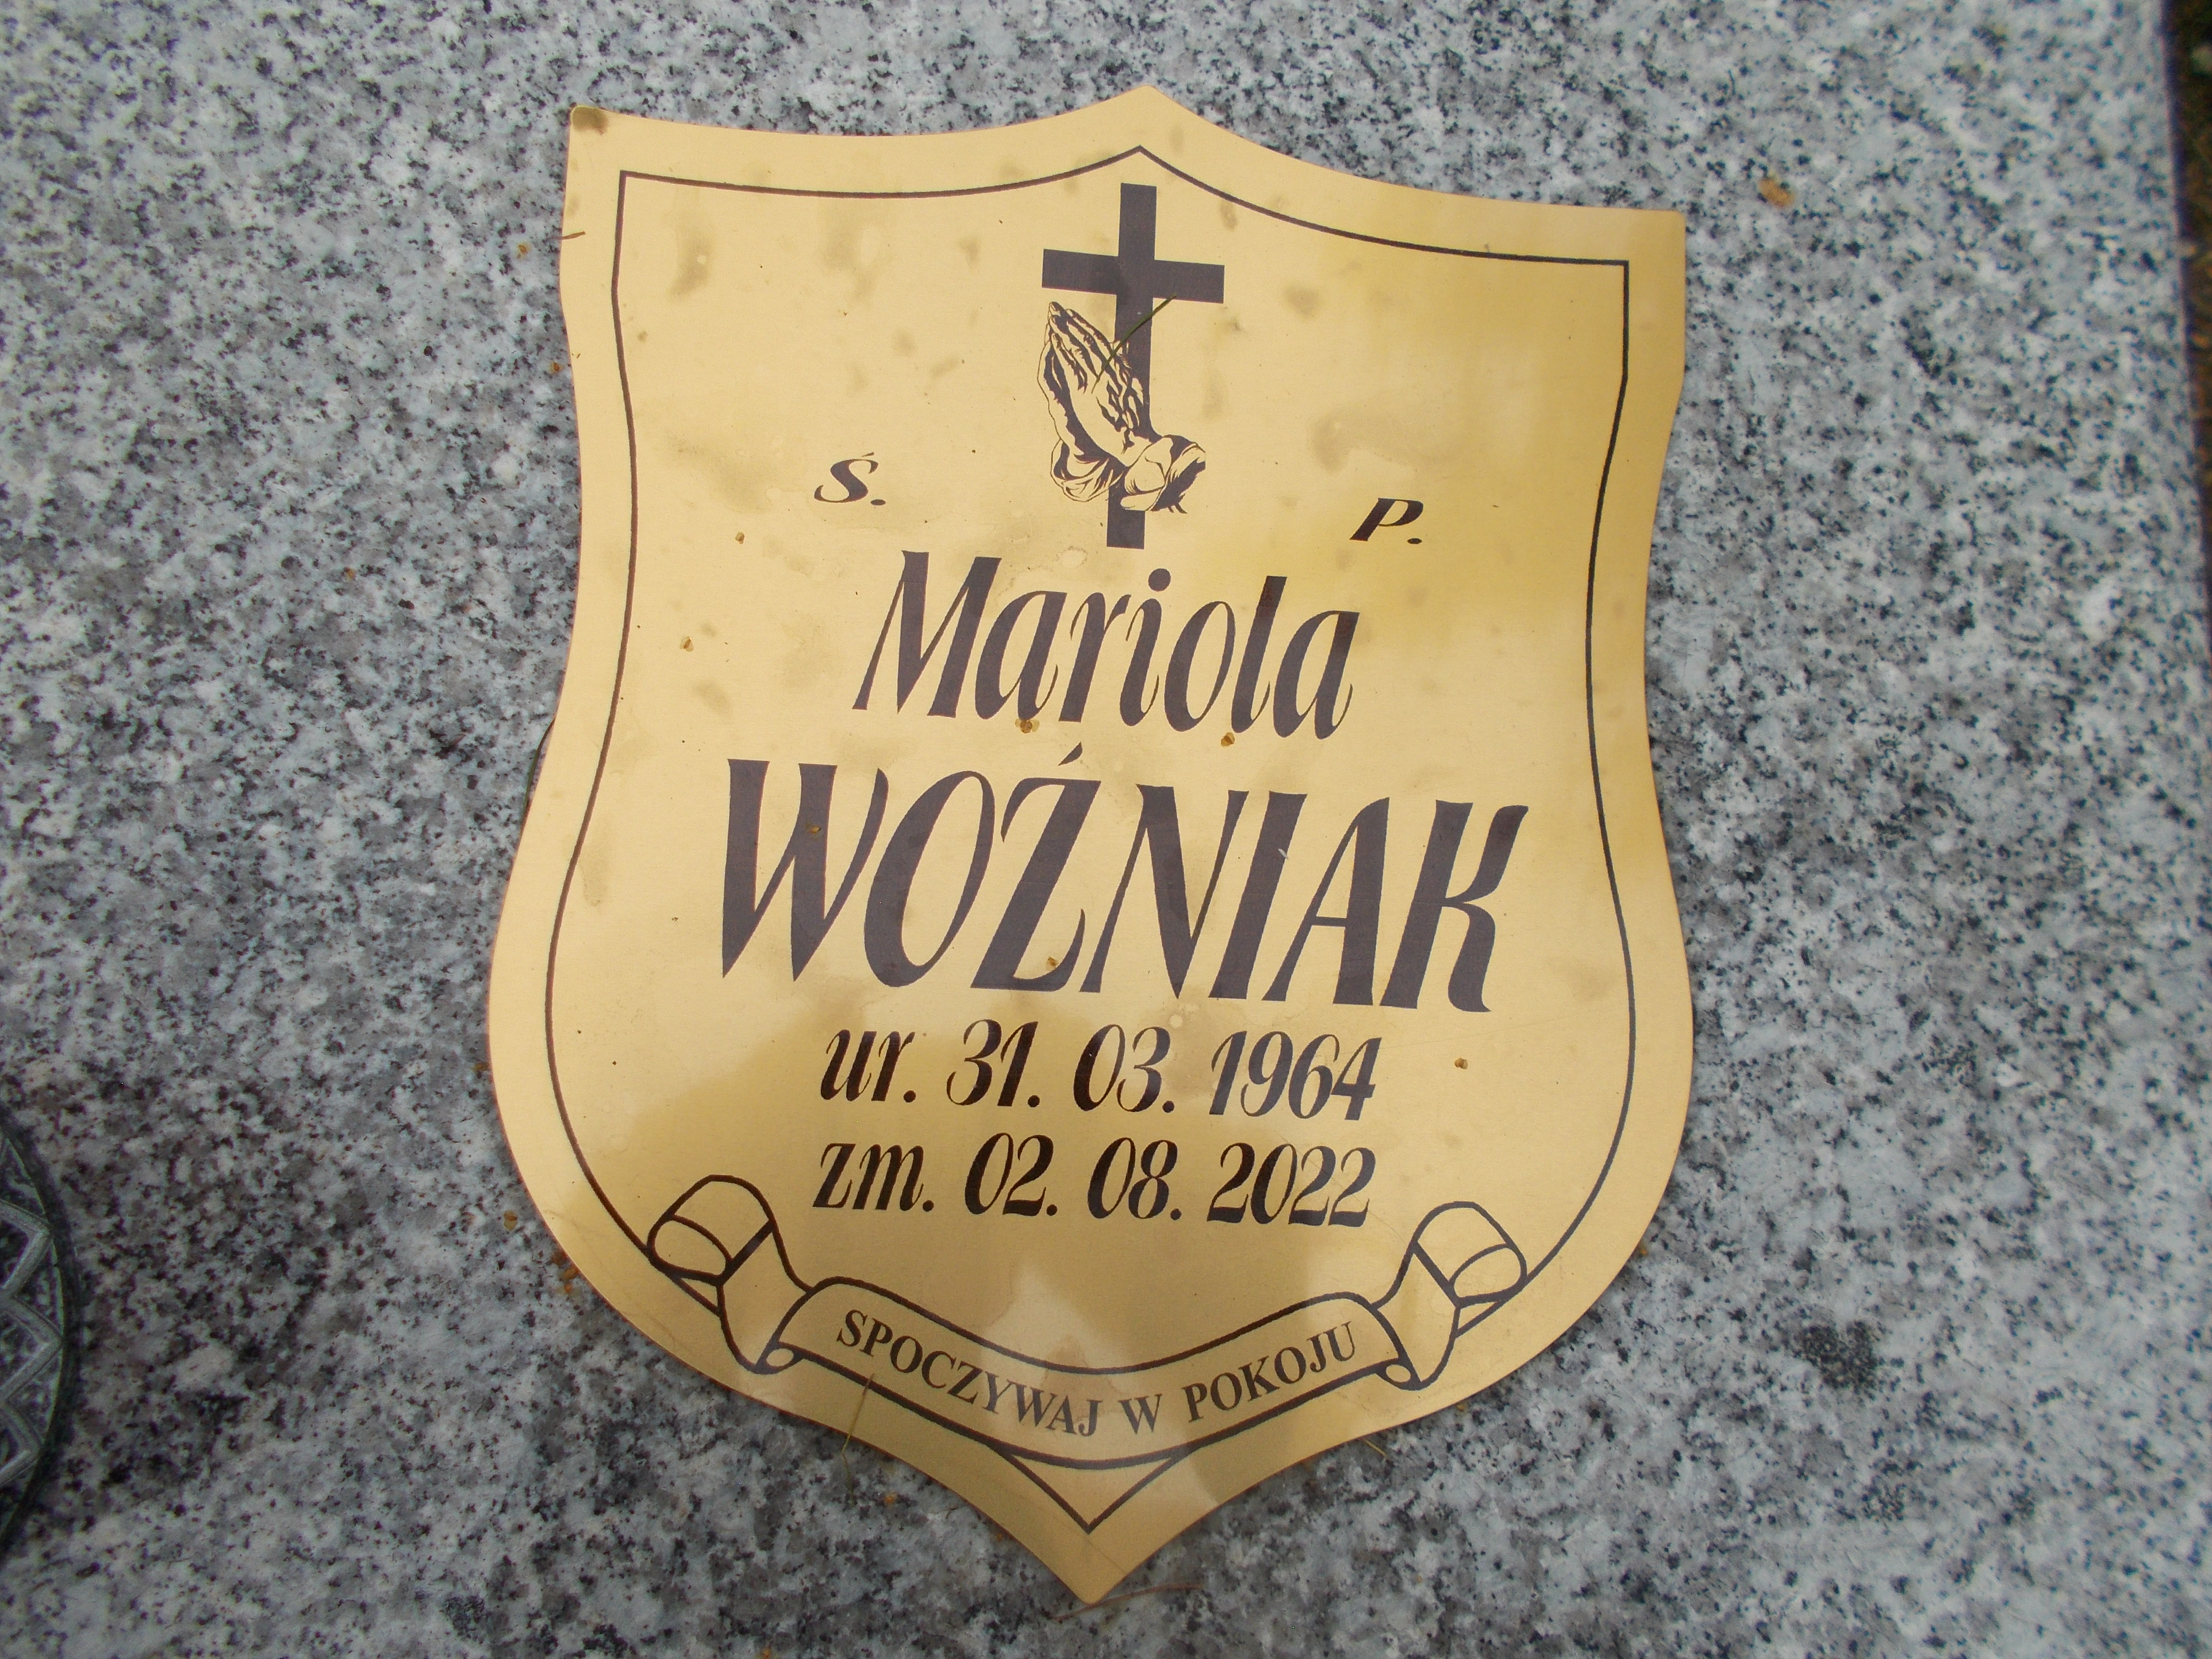 Ś. P.
Mariola
WOŹNIAK
ur. 31. 03. 1964
zm. 02. 08. 2022
SPOCZYWAJ W POKOJU